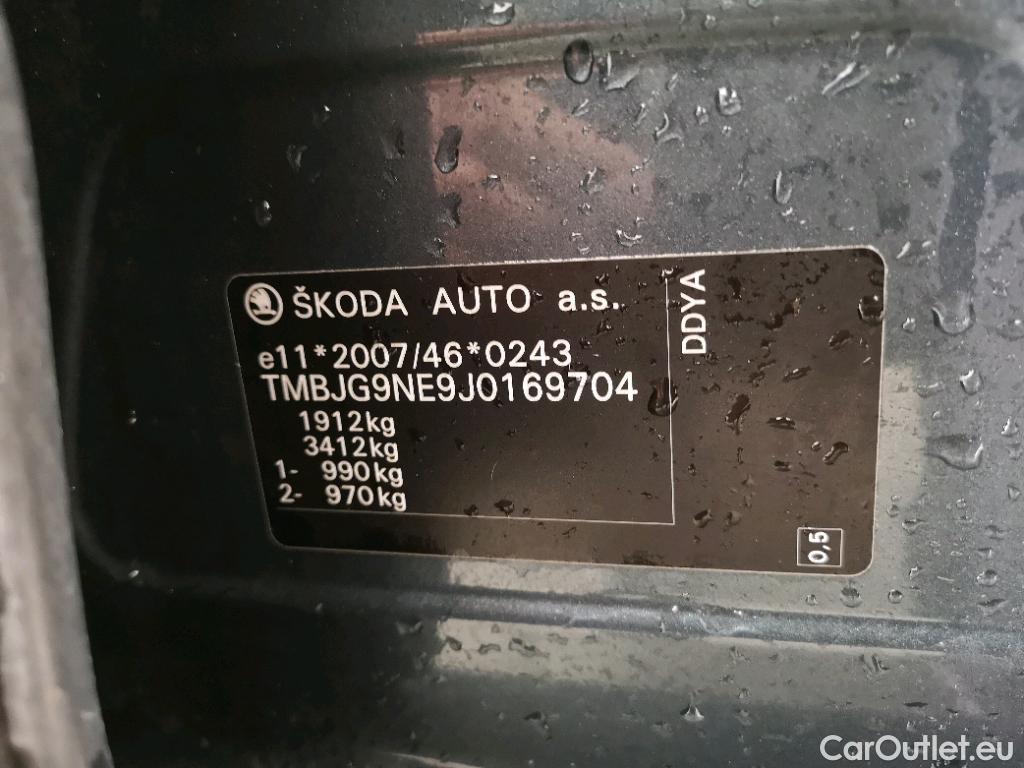 ŠKODA AUTO a.s.
e11*2007/46*0243
TMBJG9NE9J0169704
1912kg
3412kg
1- 990kg
2- 970kg
DDYA
0,5
CarOutlet.eu